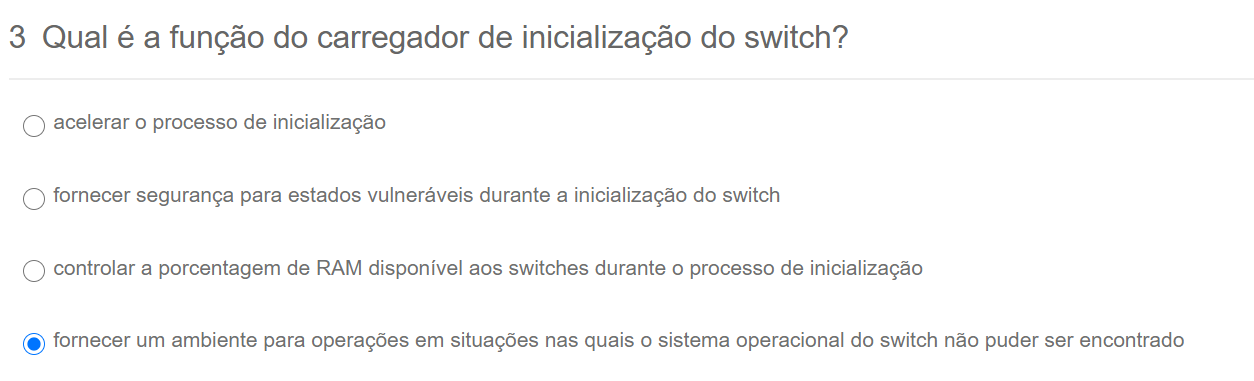 3 Qual é a função do carregador de inicialização do switch?
acelerar o processo de inicialização
fornecer segurança para estados vulneráveis durante a inicialização do switch
controlar a porcentagem de RAM disponível aos switches durante o processo de inicialização
fornecer um ambiente para operações em situações nas quais o sistema operacional do switch não puder ser encontrado